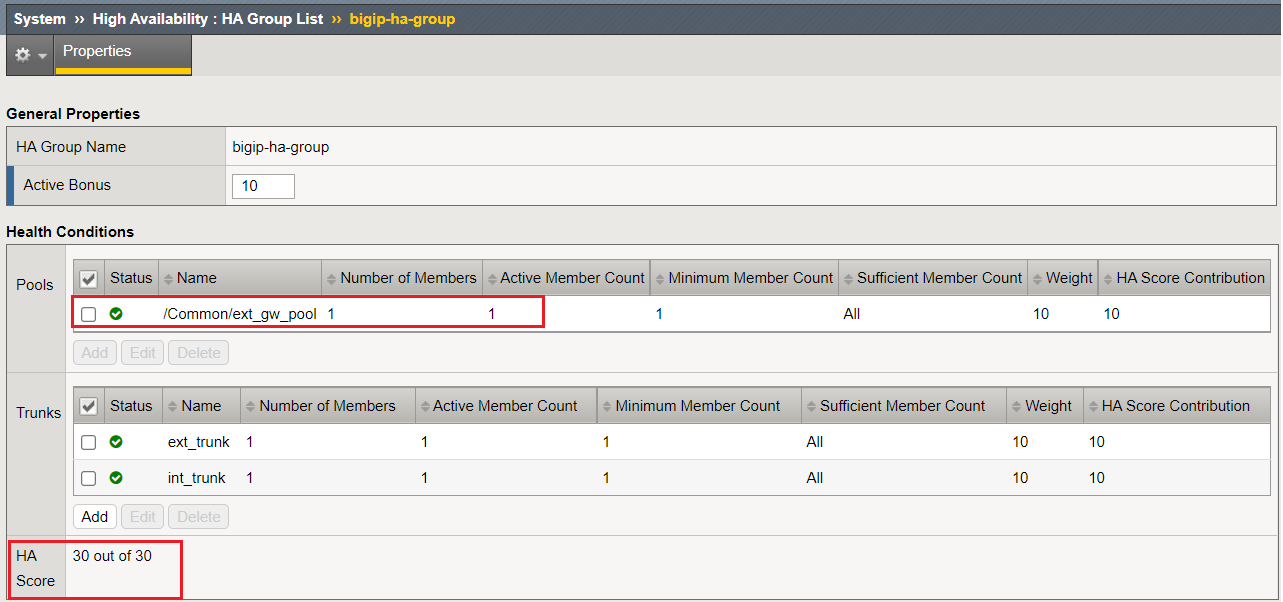 System ›› High Availability : HA Group List ›› bigip-ha-group
Properties
General Properties
HA Group Name bigip-ha-group
Active Bonus 10
Health Conditions
Pools
Status Name Number of Members Active Member Count Minimum Member Count Sufficient Member Count Weight HA Score Contribution
/Common/ext_gw_pool 1 1 1 All 10 10
Add Edit Delete
Trunks
Status Name Number of Members Active Member Count Minimum Member Count Sufficient Member Count Weight HA Score Contribution
ext_trunk 1 1 1 All 10 10
int_trunk 1 1 1 All 10 10
Add Edit Delete
HA Score 30 out of 30